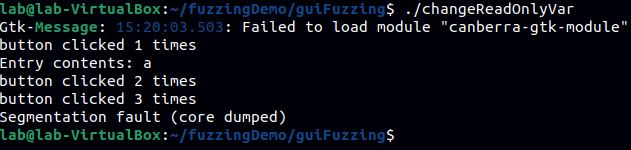 lab@lab-VirtualBox:~/fuzzingDemo/guiFuzzing$ ./changeReadOnlyVar
Gtk-Message: 15:20:03.503: Failed to load module "canberra-gtk-module"
button clicked 1 times
Entry contents: a
button clicked 2 times
button clicked 3 times
Segmentation fault (core dumped)
lab@lab-VirtualBox:~/fuzzingDemo/guiFuzzing$